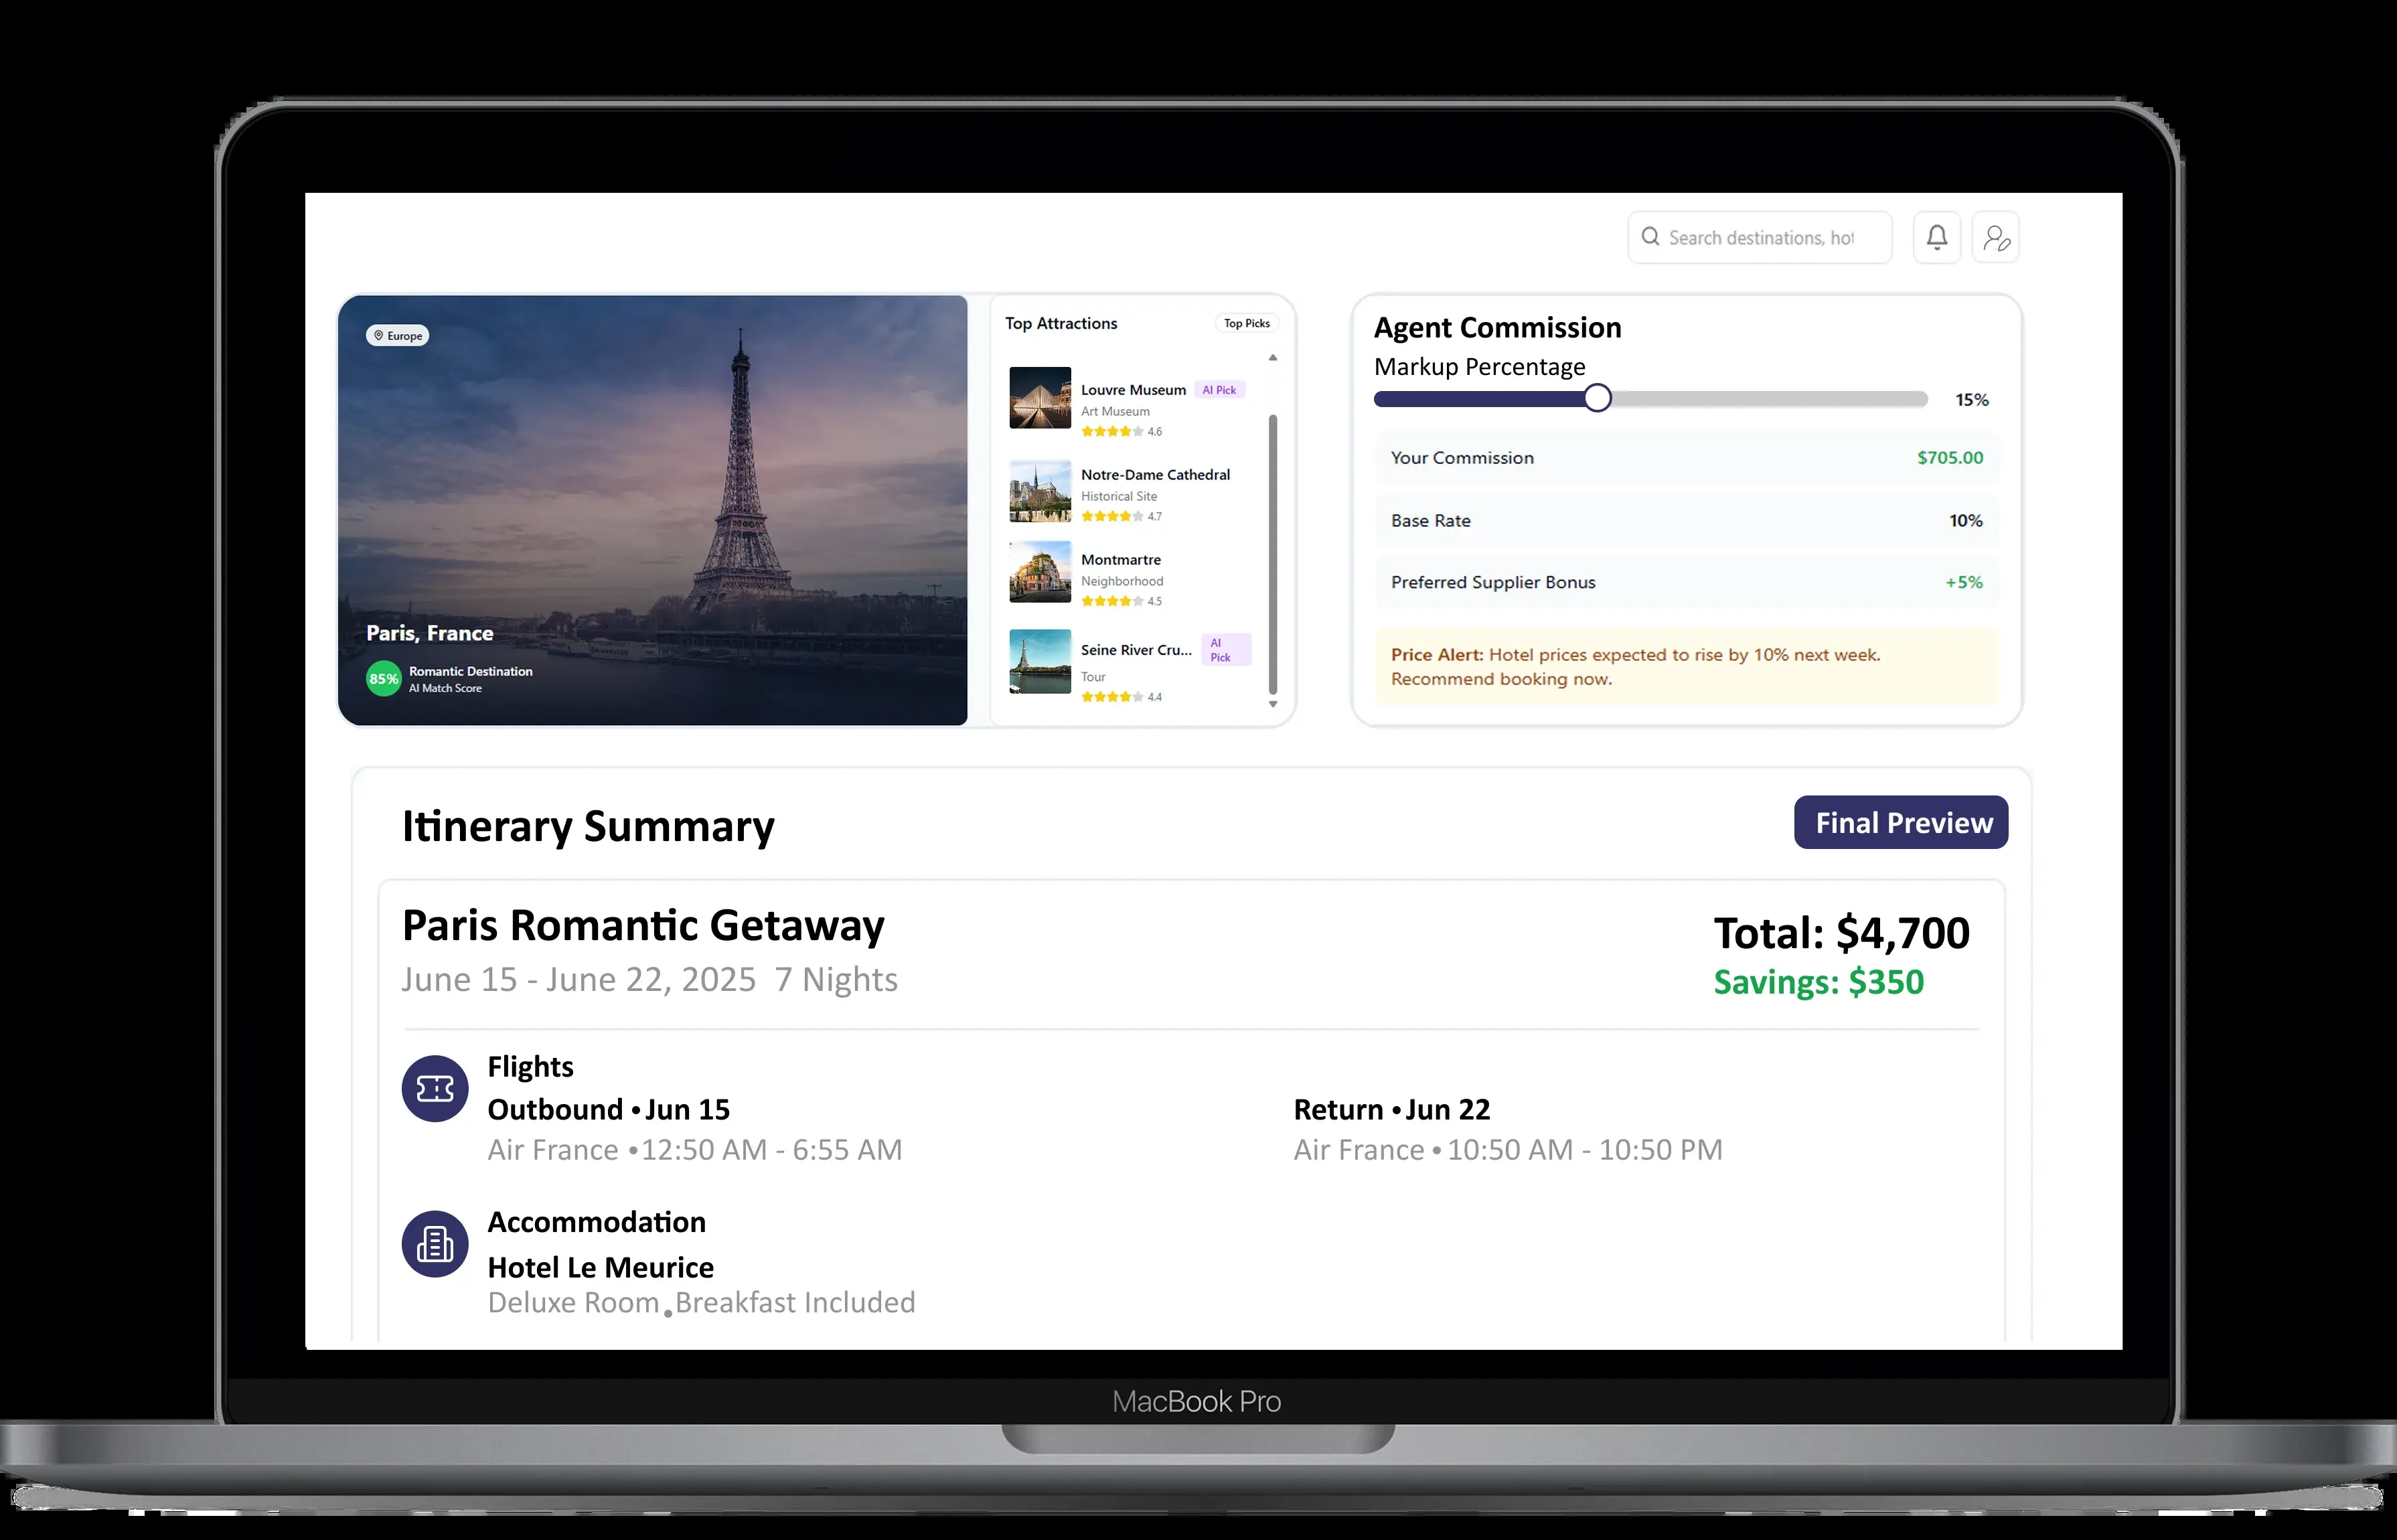 Search destinations, hot
Europe
Paris, France
85%
Romantic Destination
AI Match Score
Top Attractions
Top Picks
Louvre Museum AI Pick
Art Museum
4.6
Notre-Dame Cathedral
Historical Site
4.7
Montmartre
Neighborhood
4.5
Seine River Cru...
AI
Pick
Tour
4.4
Agent Commission
Markup Percentage
15%
Your Commission $705.00
Base Rate 10%
Preferred Supplier Bonus +5%
Price Alert: Hotel prices expected to rise by 10% next week.
Recommend booking now.
Itinerary Summary
Final Preview
Paris Romantic Getaway
June 15 - June 22, 2025 7 Nights
Total: $4,700
Savings: $350
Flights
Outbound • Jun 15
Air France • 12:50 AM - 6:55 AM
Return • Jun 22
Air France • 10:50 AM - 10:50 PM
Accommodation
Hotel Le Meurice
Deluxe Room • Breakfast Included
MacBook Pro